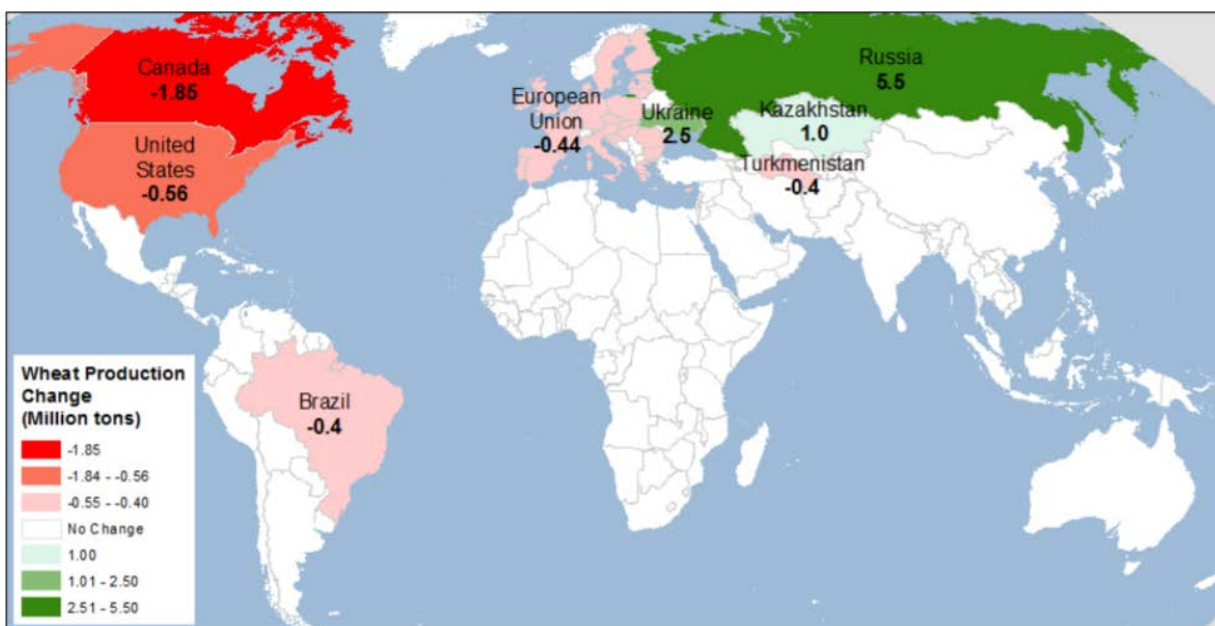 Canada
-1.85
United
States
-0.56
European
Union
-0.44
Ukraine
2.5
Russia
5.5
Kazakhstan
1.0
Turkmenistan
-0.4
Brazil
-0.4
Wheat Production
Change
(Million tons)
-1.85
-1.84 - -0.56
-0.55 - -0.40
No Change
1.00
1.01 - 2.50
2.51 - 5.50